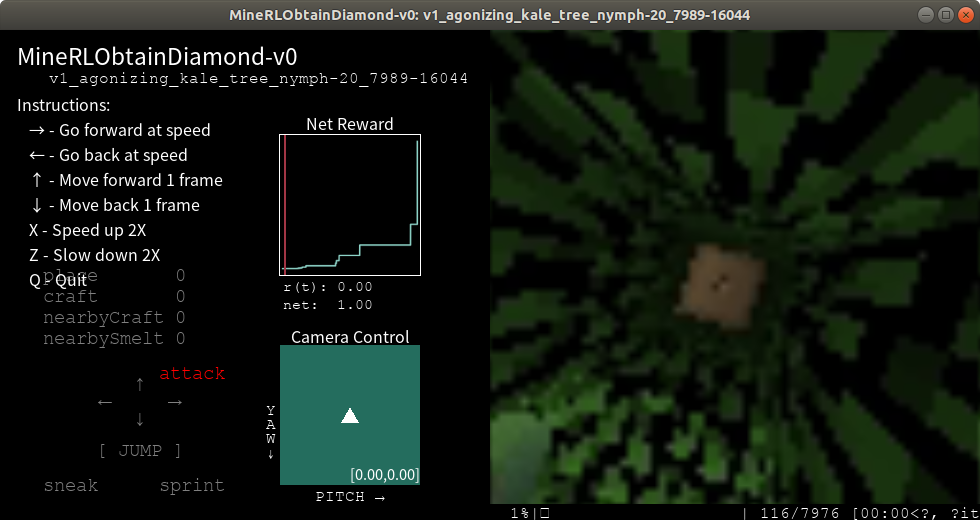 MineRLObtainDiamond-v0: v1_agonizing_kale_tree_nymph-20_7989-16044
MineRLObtainDiamond-v0
v1_agonizing_kale_tree_nymph-20_7989-16044
Instructions:
→ - Go forward at speed
← - Go back at speed
↑ - Move forward 1 frame
↓ - Move back 1 frame
X - Speed up 2X
Z - Slow down 2X
Q - Quit
place 0
craft 0
nearbyCraft 0
nearbySmelt 0
attack
↑
← →
↓
[ JUMP ]
sneak sprint
Net Reward
r(t): 0.00
net: 1.00
Camera Control
YAW ↓
[0.00,0.00]
PITCH →
1%| | 116/7976 [00:00<?, ?it